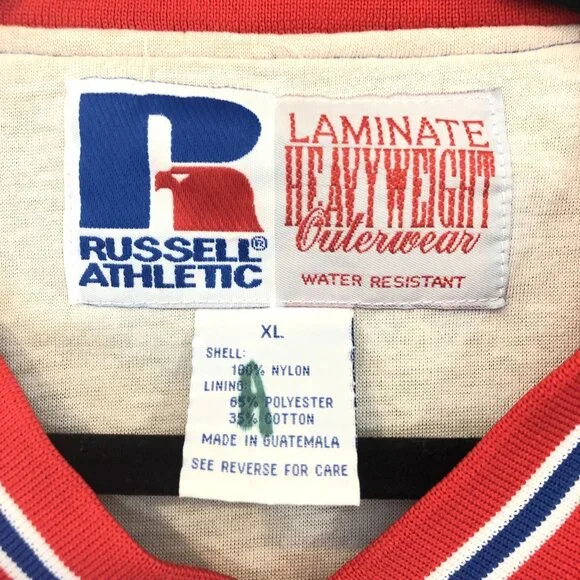 R
RUSSELL®
ATHLETIC
LAMINATE
HEAVYWEIGHT
Outerwear
WATER RESISTANT
XL
SHELL:
100% NYLON
LINING:
65% POLYESTER
35% COTTON
MADE IN GUATEMALA
SEE REVERSE FOR CARE
A